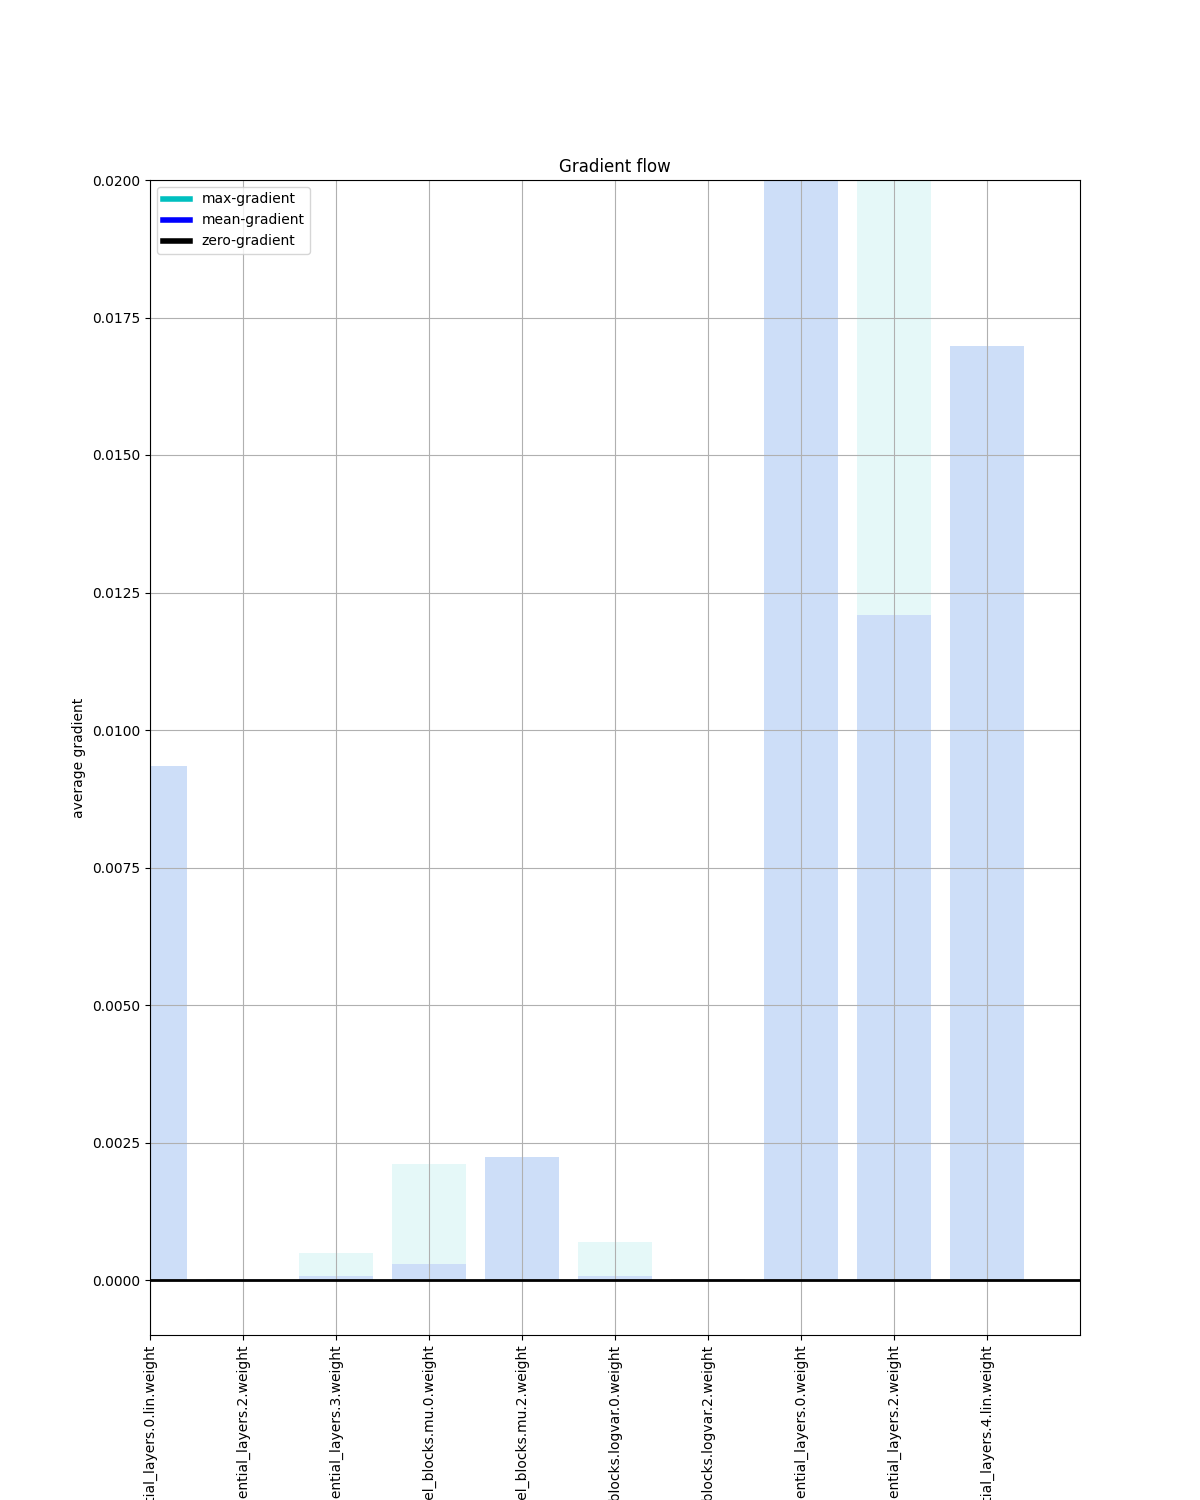 Gradient flow
max-gradient
mean-gradient
zero-gradient
0.0200
0.0175
0.0150
0.0125
0.0100
0.0075
0.0050
0.0025
0.0000
average gradient
tial_layers.0.lin.weight
ential_layers.2.weight
ential_layers.3.weight
el_blocks.mu.0.weight
el_blocks.mu.2.weight
blocks.logvar.0.weight
blocks.logvar.2.weight
ential_layers.0.weight
ential_layers.2.weight
tial_layers.4.lin.weight